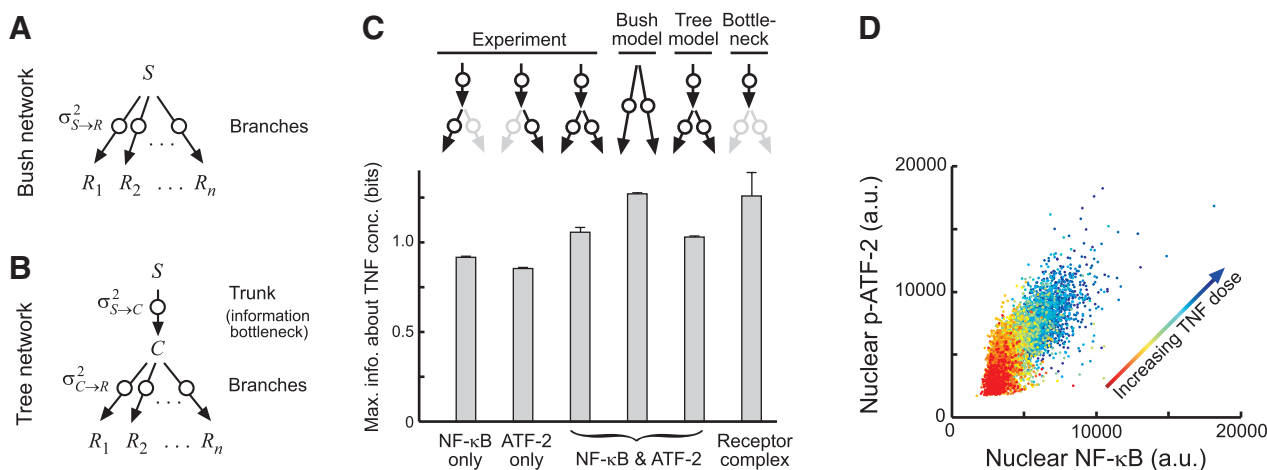 A
Bush network
S
σ²S→R
Branches
. . .
R1 R2 . . . Rn
B
Tree network
S
σ²S→C
Trunk
(information
bottleneck)
C
σ²C→R
Branches
. . .
R1 R2 . . . Rn
C
Experiment
Bush
model
Tree
model
Bottle-
neck
Max. info. about TNF conc. (bits)
1.0
0.5
0
NF-κB
only
ATF-2
only
NF-κB & ATF-2
Receptor
complex
D
Nuclear p-ATF-2 (a.u.)
20000
10000
0
Increasing TNF dose
0 10000 20000
Nuclear NF-κB (a.u.)